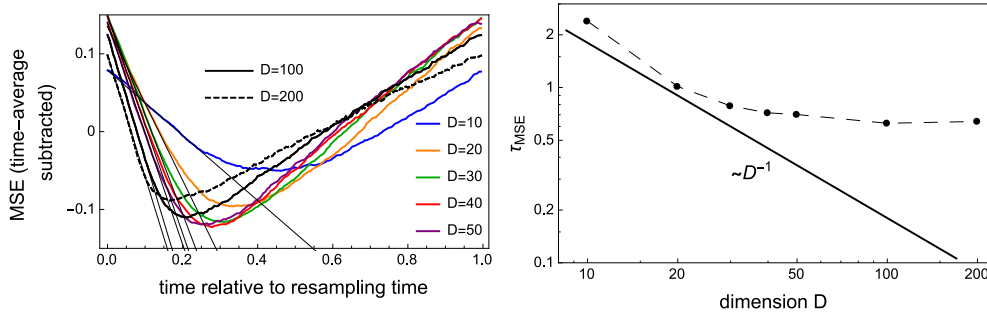 MSE (time-average
subtracted)
0.1
0
−0.1
D=100
D=200
D=10
D=20
D=30
D=40
D=50
0.0
0.2
0.4
0.6
0.8
1.0
time relative to resampling time
τMSE
2
1
0.5
0.2
0.1
~D⁻¹
10
20
50
100
200
dimension D